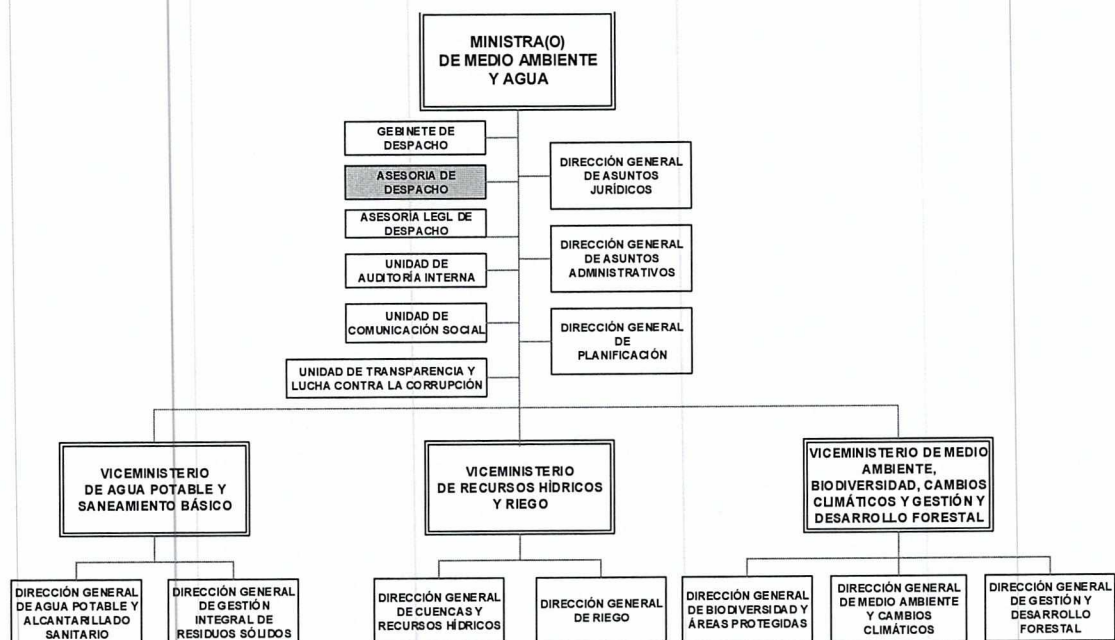 MINISTRA(O)
DE MEDIO AMBIENTE
Y AGUA
GEBINETE DE
DESPACHO
ASESORIA DE
DESPACHO
ASESORÍA LEGL DE
DESPACHO
UNIDAD DE
AUDITORÍA INTERNA
UNIDAD DE
COMUNICACIÓN SOCIAL
UNIDAD DE TRANSPARENCIA Y
LUCHA CONTRA LA CORRUPCIÓN
DIRECCIÓN GENERAL
DE ASUNTOS
JURÍDICOS
DIRECCIÓN GENERAL
DE ASUNTOS
ADMINISTRATIVOS
DIRECCIÓN GENERAL
DE
PLANIFICACIÓN
VICEMINISTERIO
DE AGUA POTABLE Y
SANEAMIENTO BÁSICO
VICEMINISTERIO
DE RECURSOS HÍDRICOS
Y RIEGO
VICEMINISTERIO DE MEDIO
AMBIENTE,
BIODIVERSIDAD, CAMBIOS
CLIMÁTICOS Y GESTIÓN Y
DESARROLLO FORESTAL
DIRECCIÓN GENERAL
DE AGUA POTABLE Y
ALCANTARILLADO
SANITARIO
DIRECCIÓN GENERAL
DE GESTIÓN
INTEGRAL DE
RESIDUOS SÓLIDOS
DIRECCIÓN GENERAL
DE CUENCAS Y
RECURSOS HÍDRICOS
DIRECCIÓN GENERAL
DE RIEGO
DIRECCIÓN GENERAL
DE BIODIVERSIDAD Y
ÁREAS PROTEGIDAS
DIRECCIÓN GENERAL
DE MEDIO AMBIENTE
Y CAMBIOS
CLIMÁTICOS
DIRECCIÓN GENERAL
DE GESTIÓN Y
DESARROLLO
FORESTAL